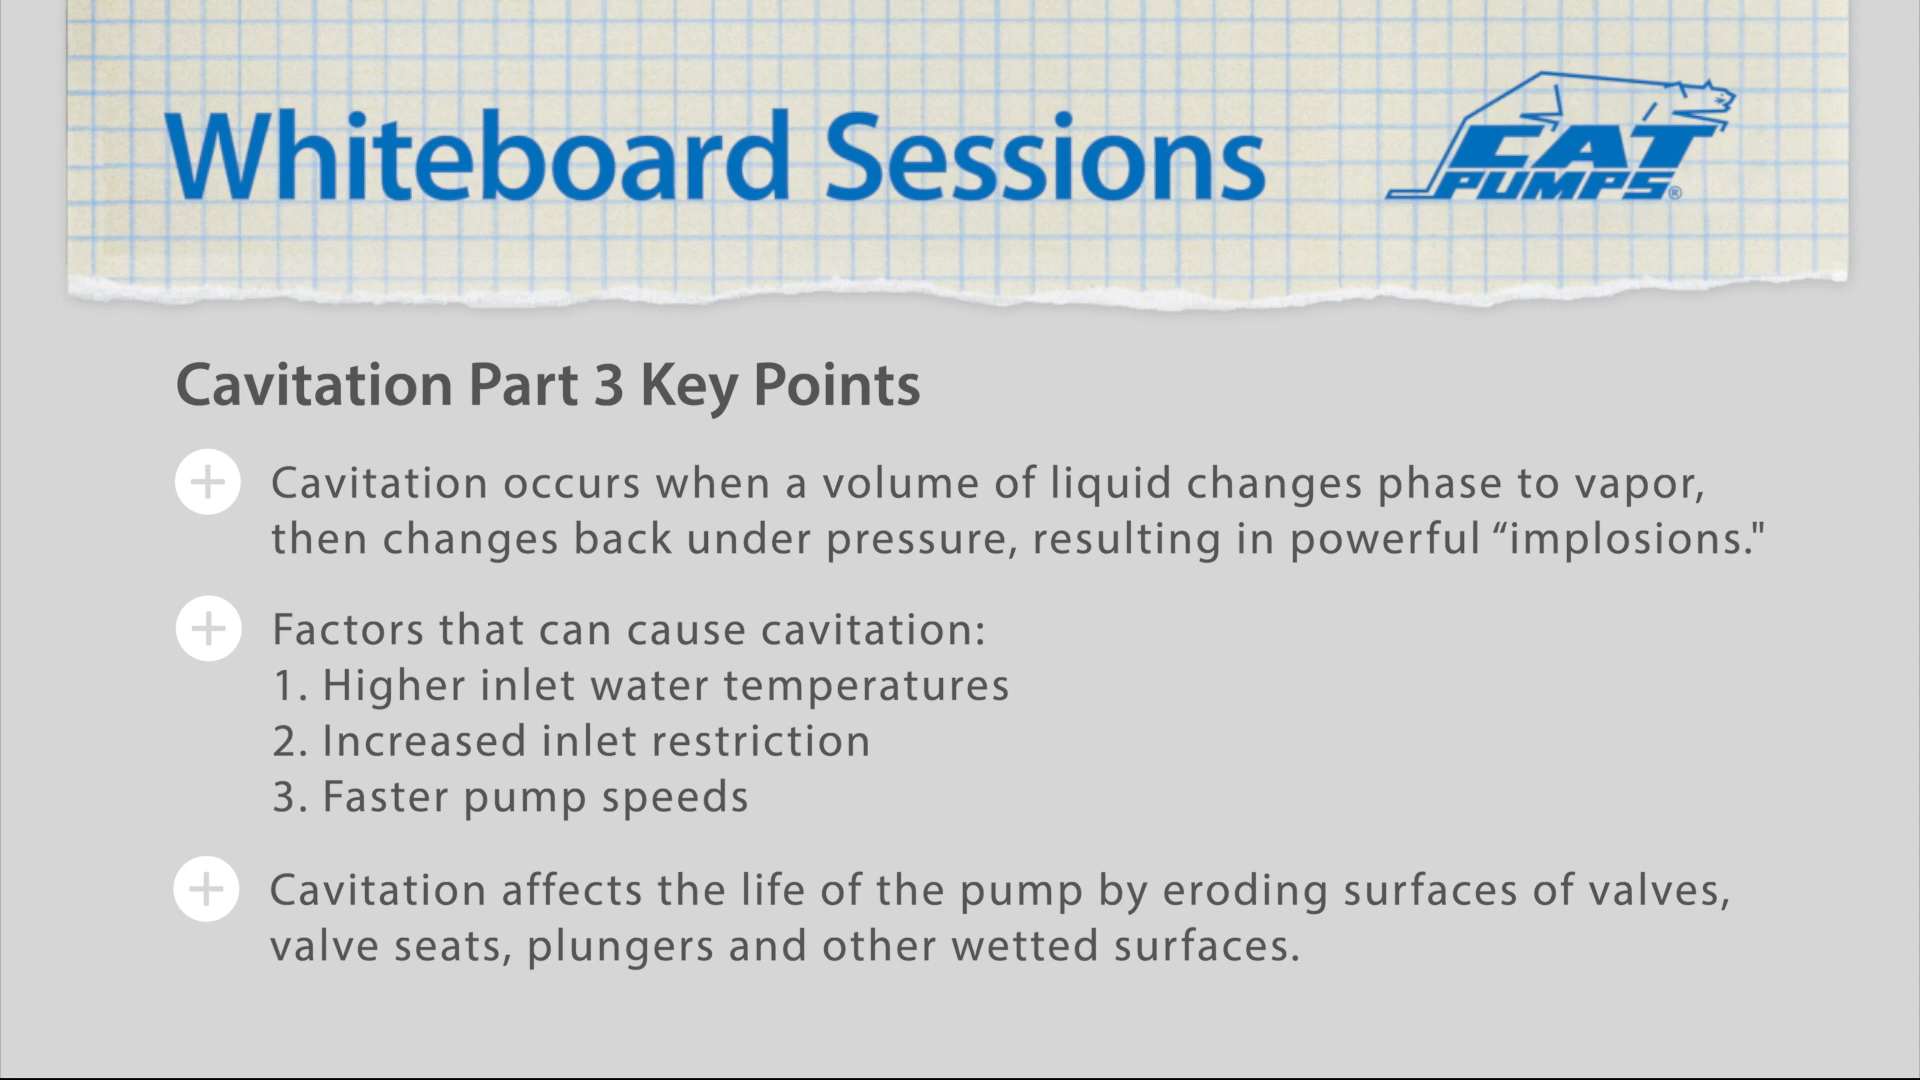 Whiteboard Sessions
CAT
PUMPS®
Cavitation Part 3 Key Points
Cavitation occurs when a volume of liquid changes phase to vapor,
then changes back under pressure, resulting in powerful “implosions."
Factors that can cause cavitation:
1. Higher inlet water temperatures
2. Increased inlet restriction
3. Faster pump speeds
Cavitation affects the life of the pump by eroding surfaces of valves,
valve seats, plungers and other wetted surfaces.